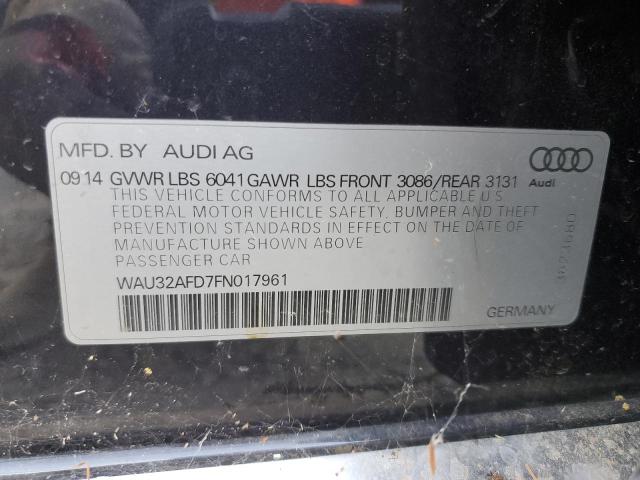 MFD. BY AUDI AG
0914 GVWR LBS 6041 GAWR LBS FRONT 3086/REAR 3131
Audi
THIS VEHICLE CONFORMS TO ALL APPLICABLE U S
FEDERAL MOTOR VEHICLE SAFETY, BUMPER AND THEFT
PREVENTION STANDARDS IN EFFECT ON THE DATE OF
MANUFACTURE SHOWN ABOVE
PASSENGER CAR
WAU32AFD7FN017961
GERMANY
3623680